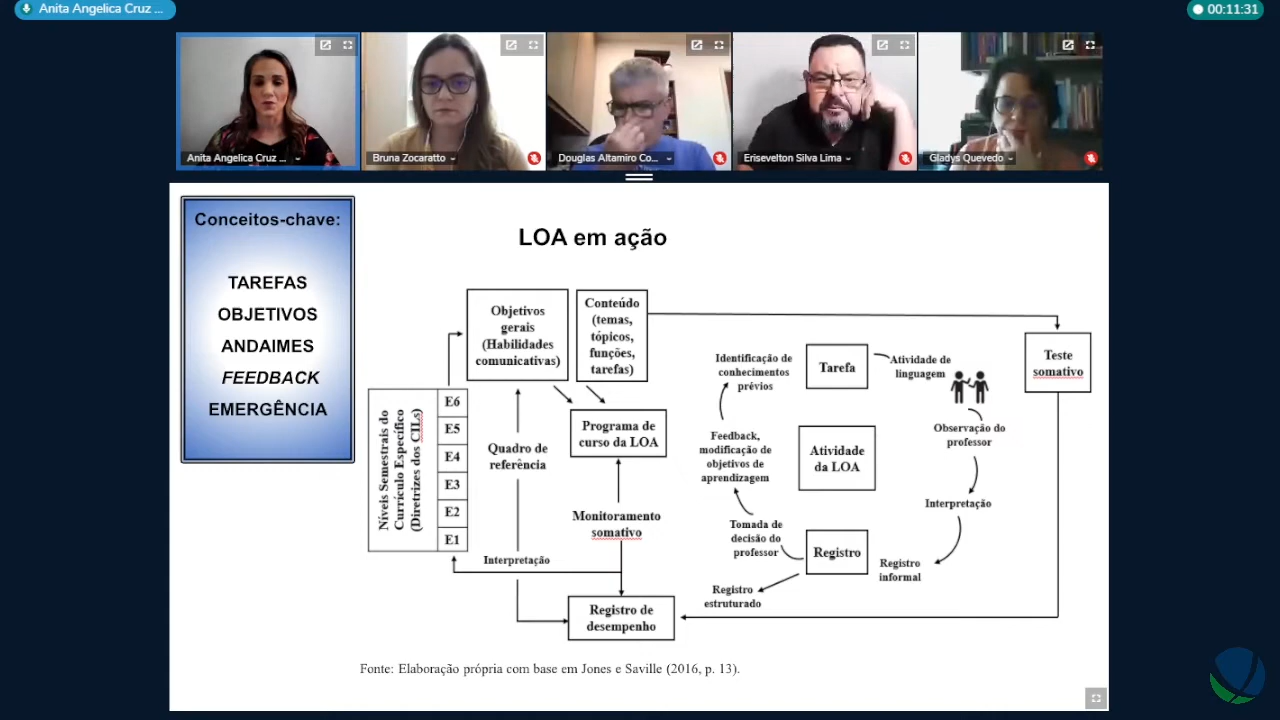 Anita Angelica Cruz ...
00:11:31
Anita Angelica Cruz ...
Bruna Zocaratto
Douglas Altamiro Co...
Erisevelton Silva Lima
Gladys Quevedo
Conceitos-chave:
TAREFAS
OBJETIVOS
ANDAIMES
FEEDBACK
EMERGÊNCIA
LOA em ação
Níveis Semestrais do
Currículo Específico
(Diretrizes dos CILs)
E6
E5
E4
E3
E2
E1
Objetivos
gerais
(Habilidades
comunicativas)
Conteúdo
(temas,
tópicos,
funções,
tarefas)
Quadro de
referência
Programa de
curso da LOA
Monitoramento
somativo
Interpretação
Registro de
desempenho
Identificação de
conhecimentos
prévios
Tarefa
Atividade de
linguagem
Observação do
professor
Interpretação
Registro
informal
Registro
Registro
estruturado
Tomada de
decisão do
professor
Feedback,
modificação de
objetivos de
aprendizagem
Atividade
da LOA
Teste
somativo
Fonte: Elaboração própria com base em Jones e Saville (2016, p. 13).